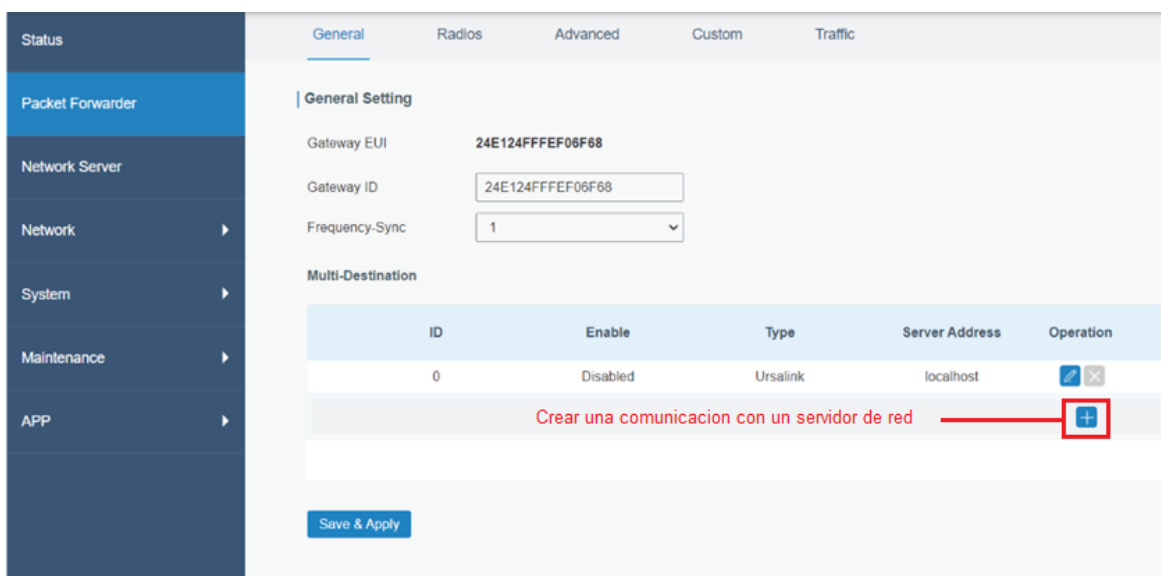 Status
Packet Forwarder
Network Server
Network
System
Maintenance
APP
General Radios Advanced Custom Traffic
General Setting
Gateway EUI 24E124FFFEF06F68
Gateway ID 24E124FFFEF06F68
Frequency-Sync 1
Multi-Destination
ID Enable Type Server Address Operation
0 Disabled Ursalink localhost
Crear una comunicacion con un servidor de red
Save & Apply